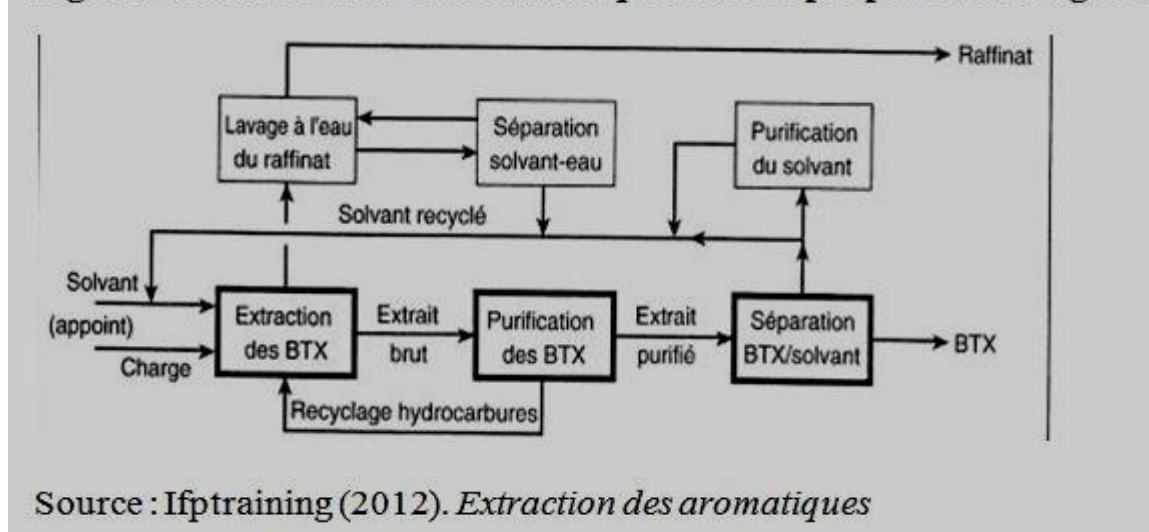 Raffinat
Lavage à l'eau
du raffinat
Séparation
solvant-eau
Purification
du solvant
Solvant recyclé
Solvant
(appoint)
Charge
Extraction
des BTX
Extrait
brut
Purification
des BTX
Extrait
purifié
Séparation
BTX/solvant
BTX
Recyclage hydrocarbures
Source : Ifptraining (2012). Extraction des aromatiques